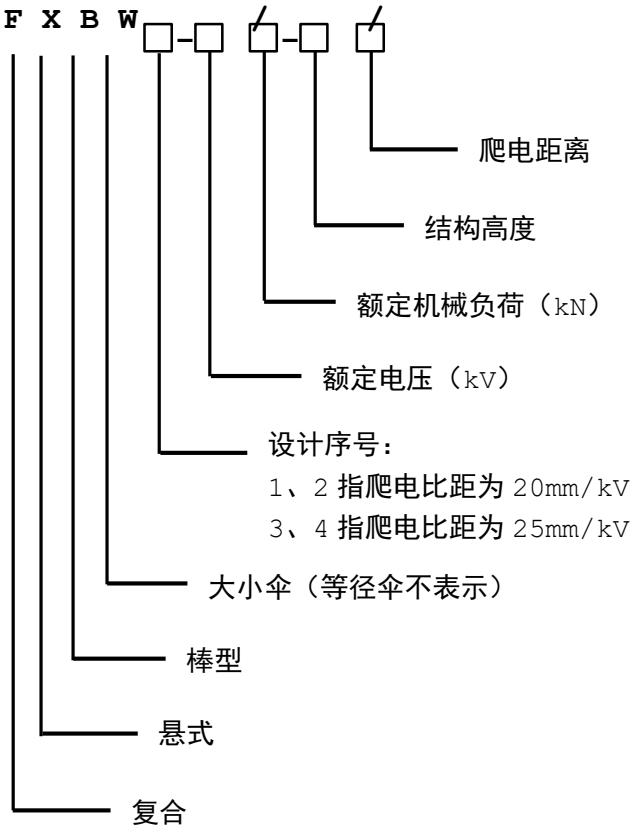 F X B W□-□/□-□/□
爬电距离
结构高度
额定机械负荷（kN）
额定电压（kV）
设计序号：
1、2 指爬电比距为 20mm/kV
3、4 指爬电比距为 25mm/kV
大小伞（等径伞不表示）
棒型
悬式
复合